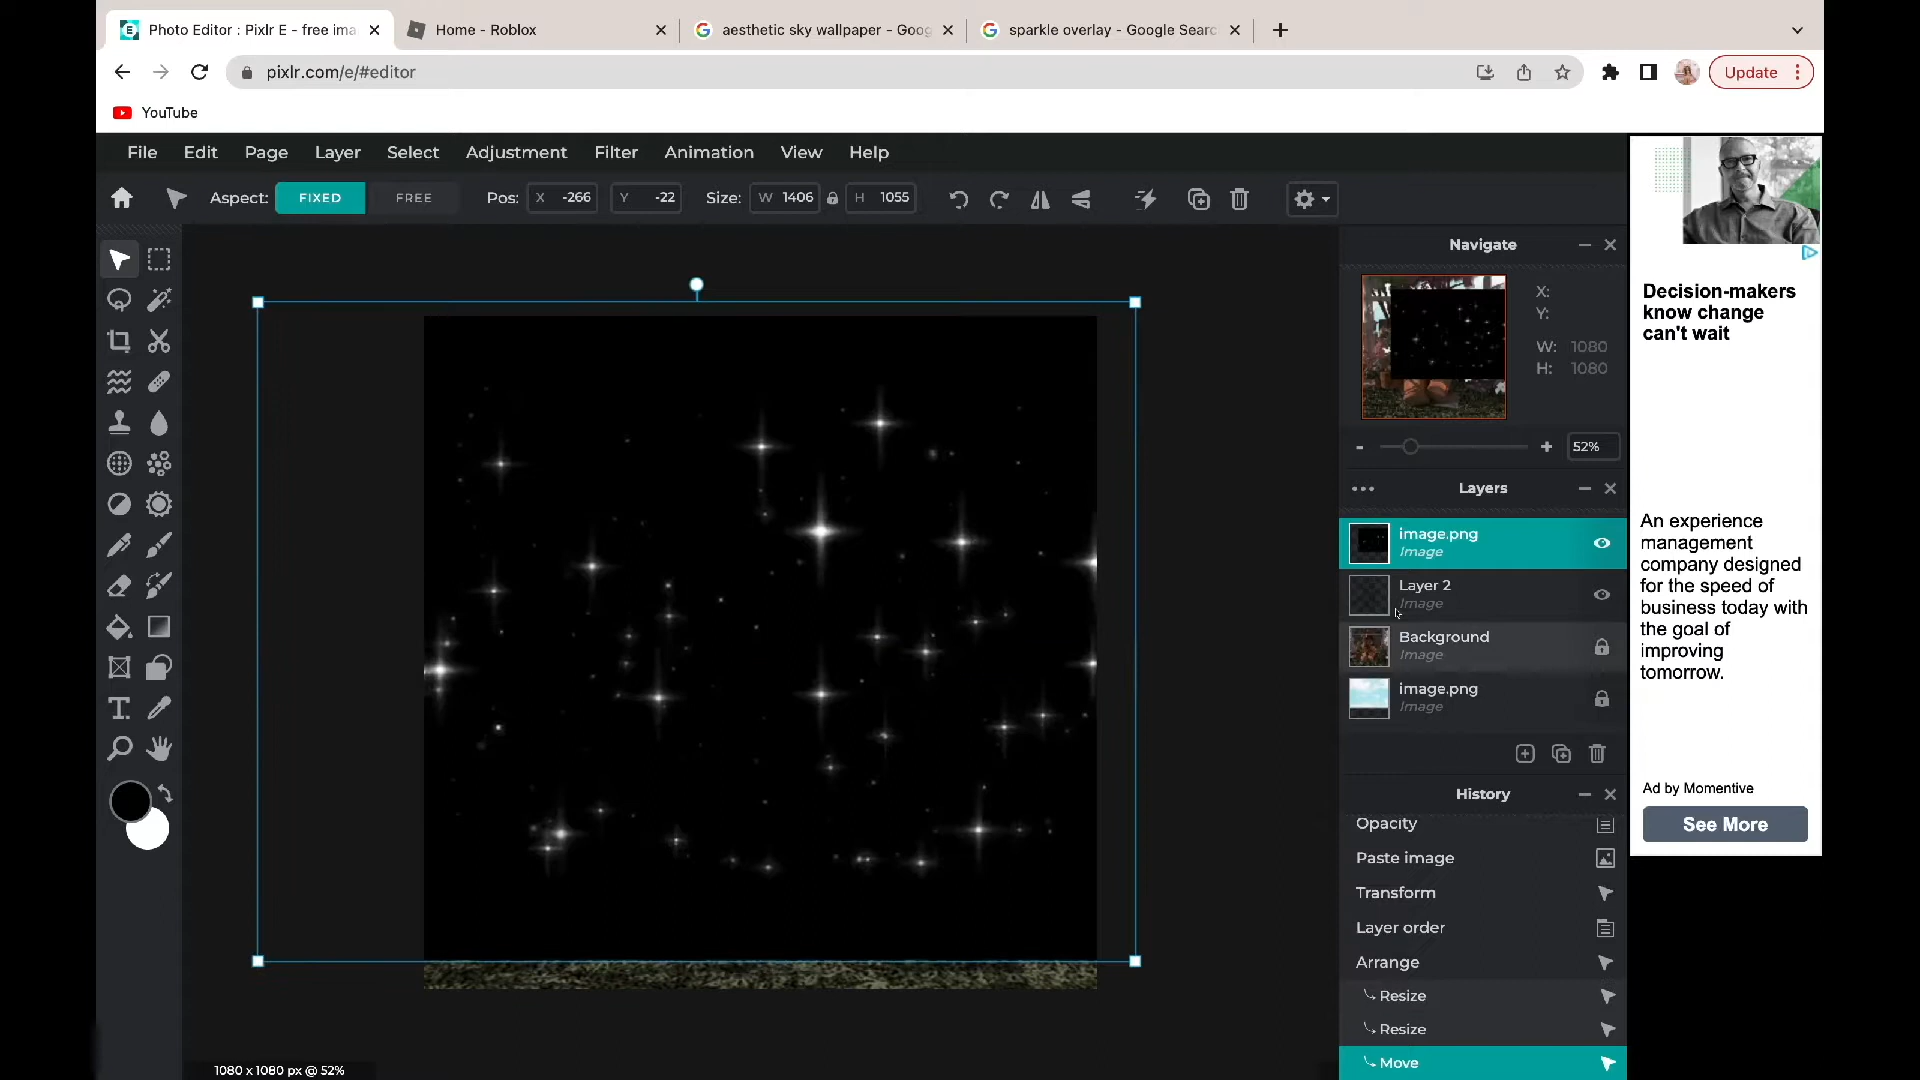 Photo Editor : Pixlr E - free ima
Home - Roblox
aesthetic sky wallpaper - Goog
sparkle overlay - Google Searc
pixlr.com/e/#editor
Update
YouTube
File
Edit
Page
Layer
Select
Adjustment
Filter
Animation
View
Help
Aspect:
FIXED
FREE
Pos:
X -266
Y -22
Size:
W 1406
H 1055
Navigate
X:
Y:
W: 1080
H: 1080
52%
Layers
image.png
Image
Layer 2
Image
Background
Image
image.png
Image
History
Opacity
Paste image
Transform
Layer order
Arrange
Resize
Resize
Move
1080 x 1080 px @ 52%
Decision-makers
know change
can't wait
An experience
management
company designed
for the speed of
business today with
the goal of
improving
tomorrow.
Ad by Momentive
See More